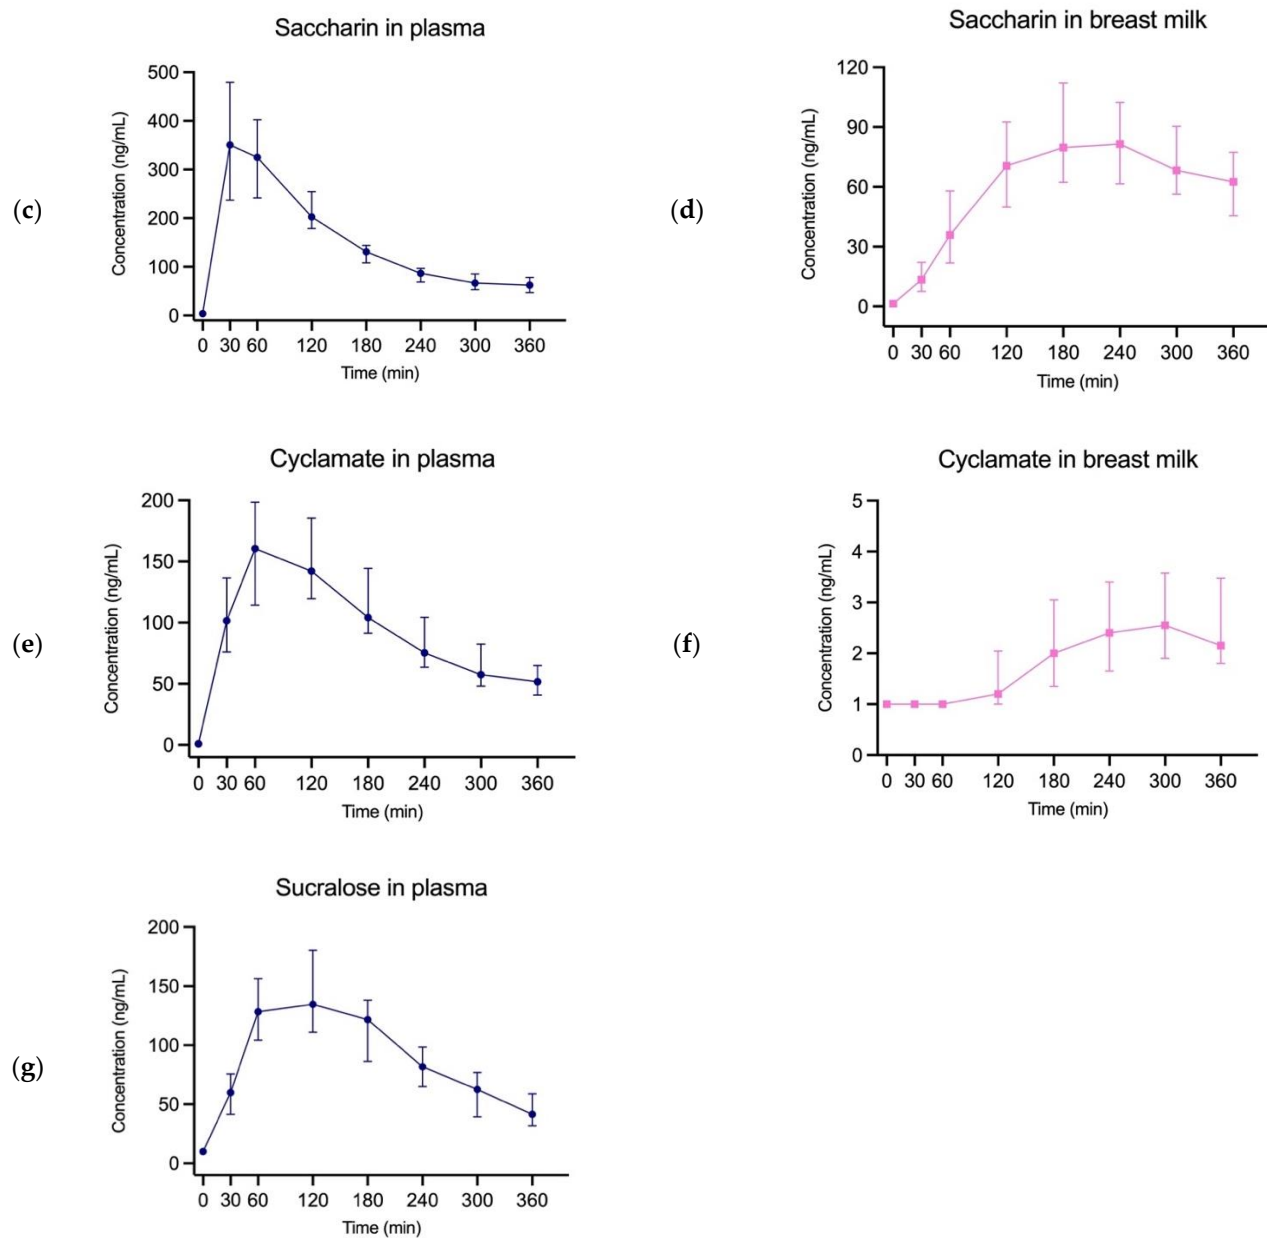 Saccharin in plasma
(c)
Concentration (ng/mL)
500
400
300
200
100
0
0 30 60 120 180 240 300 360
Time (min)
Saccharin in breast milk
(d)
Concentration (ng/mL)
120
90
60
30
0
0 30 60 120 180 240 300 360
Time (min)
Cyclamate in plasma
(e)
Concentration (ng/mL)
200
150
100
50
0
0 30 60 120 180 240 300 360
Time (min)
Cyclamate in breast milk
(f)
Concentration (ng/mL)
5
4
3
2
1
0
0 30 60 120 180 240 300 360
Time (min)
Sucralose in plasma
(g)
Concentration (ng/mL)
200
150
100
50
0
0 30 60 120 180 240 300 360
Time (min)